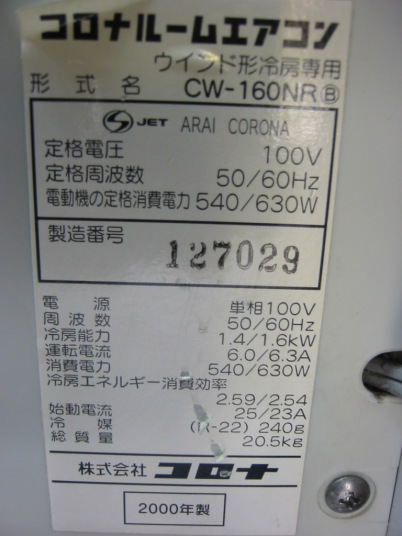 コロナルームエアコン
ウインド形冷房専用
形式名 CW-160NR Ⓑ
JET ARAI CORONA
定格電圧 100V
定格周波数 50/60Hz
電動機の定格消費電力 540/630W
製造番号
127029
電源 単相100V
周波数 50/60Hz
冷房能力 1.4/1.6kW
運転電流 6.0/6.3A
消費電力 540/630W
冷房エネルギー消費効率
2.59/2.54
始動電流 25/23A
冷媒 (R-22) 240g
総質量 20.5kg
株式会社 コロナ
2000年製